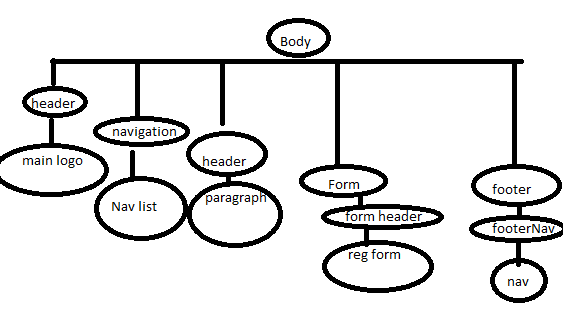 Body
header
main logo
navigation
Nav list
header
paragraph
Form
form header
reg form
footer
footerNav
nav